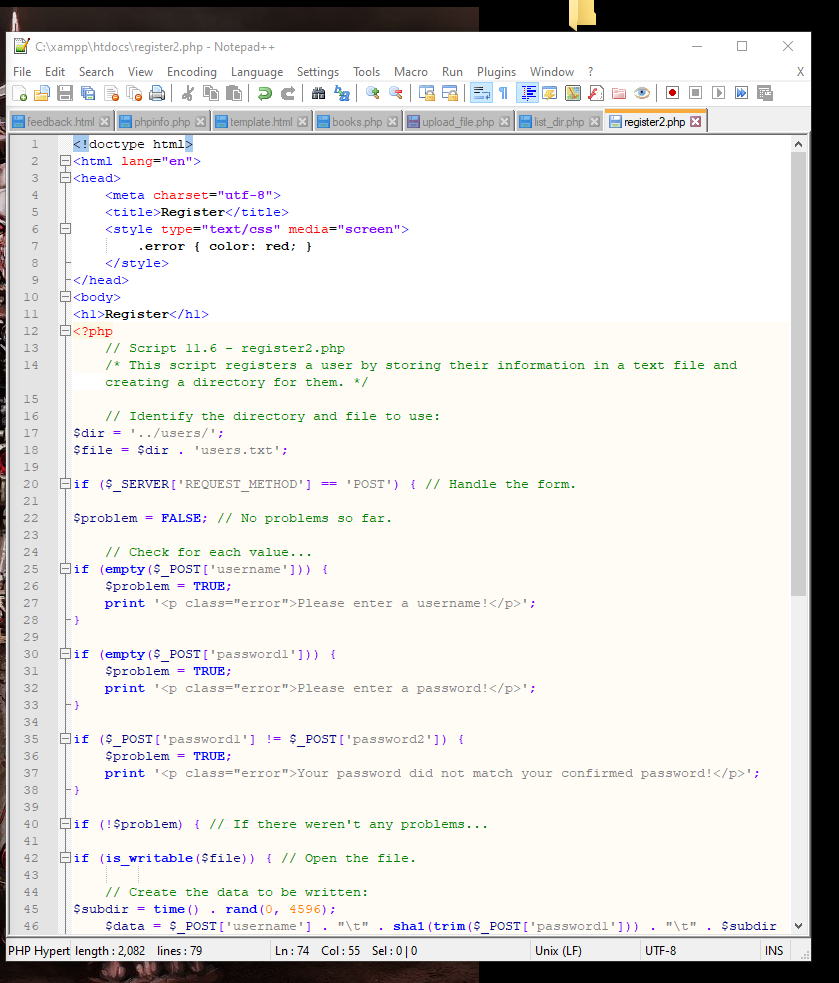 C:\xampp\htdocs\register2.php - Notepad++
File Edit Search View Encoding Language Settings Tools Macro Run Plugins Window ? X
feedback.html phpinfo.php template.html books.php upload_file.php list_dir.php register2.php
1 <!doctype html>
2 <html lang="en">
3 <head>
4 <meta charset="utf-8">
5 <title>Register</title>
6 <style type="text/css" media="screen">
7 .error { color: red; }
8 </style>
9 </head>
10 <body>
11 <h1>Register</h1>
12 <?php
13 // Script 11.6 - register2.php
14 /* This script registers a user by storing their information in a text file and
creating a directory for them. */
15
16 // Identify the directory and file to use:
17 $dir = '../users/';
18 $file = $dir . 'users.txt';
19
20 if ($_SERVER['REQUEST_METHOD'] == 'POST') { // Handle the form.
21
22 $problem = FALSE; // No problems so far.
23
24 // Check for each value...
25 if (empty($_POST['username'])) {
26 $problem = TRUE;
27 print '<p class="error">Please enter a username!</p>';
28 }
29
30 if (empty($_POST['password1'])) {
31 $problem = TRUE;
32 print '<p class="error">Please enter a password!</p>';
33 }
34
35 if ($_POST['password1'] != $_POST['password2']) {
36 $problem = TRUE;
37 print '<p class="error">Your password did not match your confirmed password!</p>';
38 }
39
40 if (!$problem) { // If there weren't any problems...
41
42 if (is_writable($file)) { // Open the file.
43
44 // Create the data to be written:
45 $subdir = time() . rand(0, 4596);
46 $data = $_POST['username'] . "\t" . sha1(trim($_POST['password1'])) . "\t" . $subdir
PHP Hypert length : 2,082 lines : 79 Ln : 74 Col : 55 Sel : 0 | 0 Unix (LF) UTF-8 INS